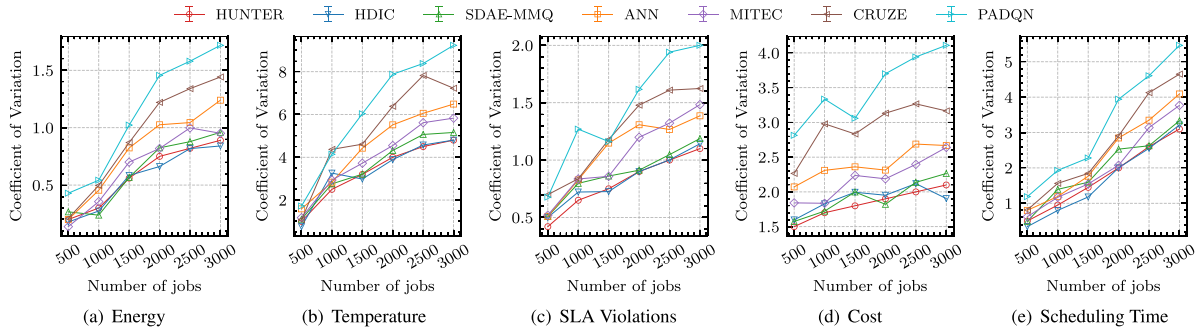 HUNTER HDIC SDAE-MMQ ANN MITEC CRUZE PADQN
Coefficient of Variation
1.5
1.0
0.5
500 1000 1500 2000 2500 3000
Number of jobs
(a) Energy
Coefficient of Variation
8
6
4
2
500 1000 1500 2000 2500 3000
Number of jobs
(b) Temperature
Coefficient of Variation
2.0
1.5
1.0
0.5
500 1000 1500 2000 2500 3000
Number of jobs
(c) SLA Violations
Coefficient of Variation
4.0
3.5
3.0
2.5
2.0
1.5
500 1000 1500 2000 2500 3000
Number of jobs
(d) Cost
Coefficient of Variation
5
4
3
2
1
500 1000 1500 2000 2500 3000
Number of jobs
(e) Scheduling Time